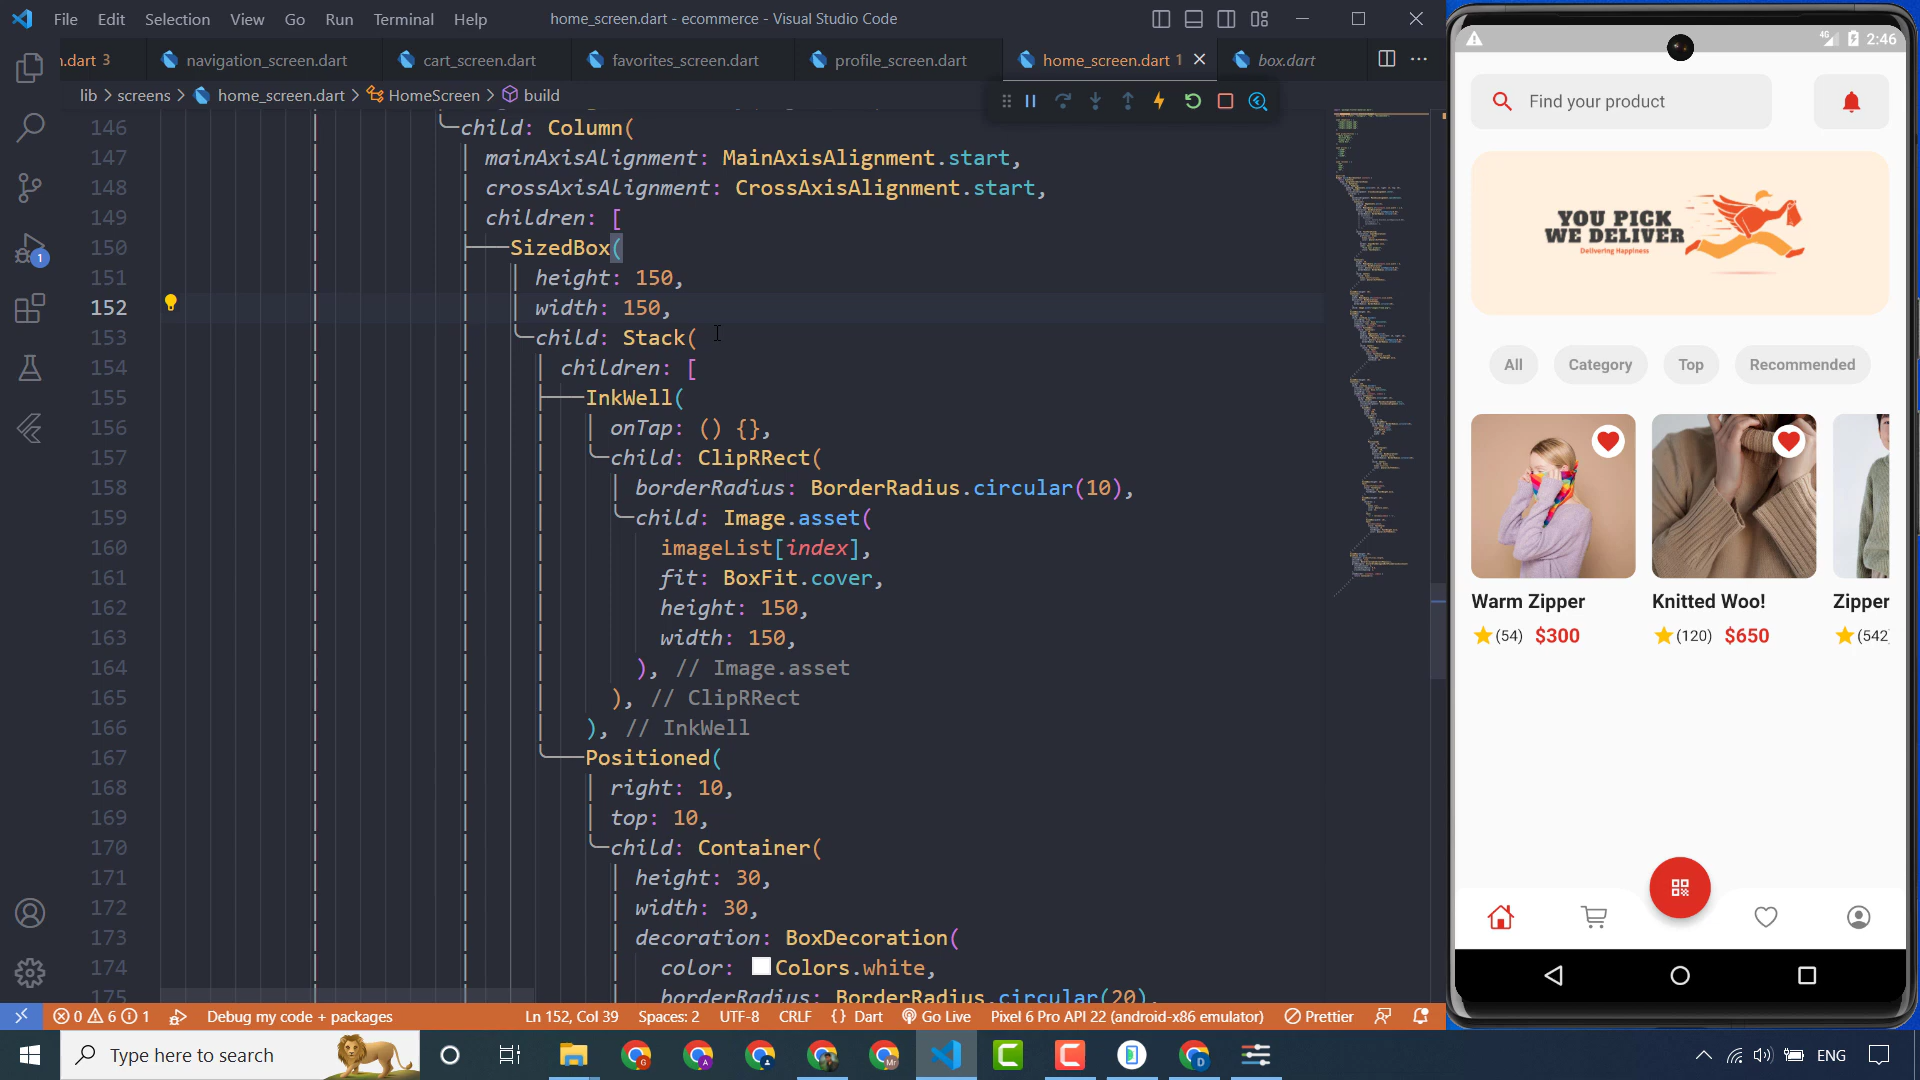 File Edit Selection View Go Run Terminal Help
home_screen.dart - ecommerce - Visual Studio Code
n.dart 3
navigation_screen.dart
cart_screen.dart
favorites_screen.dart
profile_screen.dart
home_screen.dart 1
box.dart
lib > screens > home_screen.dart > HomeScreen > build
146 child: Column(
147 mainAxisAlignment: MainAxisAlignment.start,
148 crossAxisAlignment: CrossAxisAlignment.start,
149 children: [
150 SizedBox(
151 height: 150,
152 width: 150,
153 child: Stack(
154 children: [
155 InkWell(
156 onTap: () {},
157 child: ClipRRect(
158 borderRadius: BorderRadius.circular(10),
159 child: Image.asset(
160 imageList[index],
161 fit: BoxFit.cover,
162 height: 150,
163 width: 150,
164 ), // Image.asset
165 ), // ClipRRect
166 ), // InkWell
167 Positioned(
168 right: 10,
169 top: 10,
170 child: Container(
171 height: 30,
172 width: 30,
173 decoration: BoxDecoration(
174 color: Colors.white,
175 borderRadius: BorderRadius.circular(20),
1
0 6 1 Debug my code + packages
Ln 152, Col 39 Spaces: 2 UTF-8 CRLF {} Dart Go Live Pixel 6 Pro API 22 (android-x86 emulator) Prettier
Type here to search
ENG
4G 2:46
Find your product
YOU PICK
WE DELIVER
Delivering Happiness
All Category Top Recommended
Warm Zipper Knitted Woo! Zipper
(54) $300 (120) $650 (542